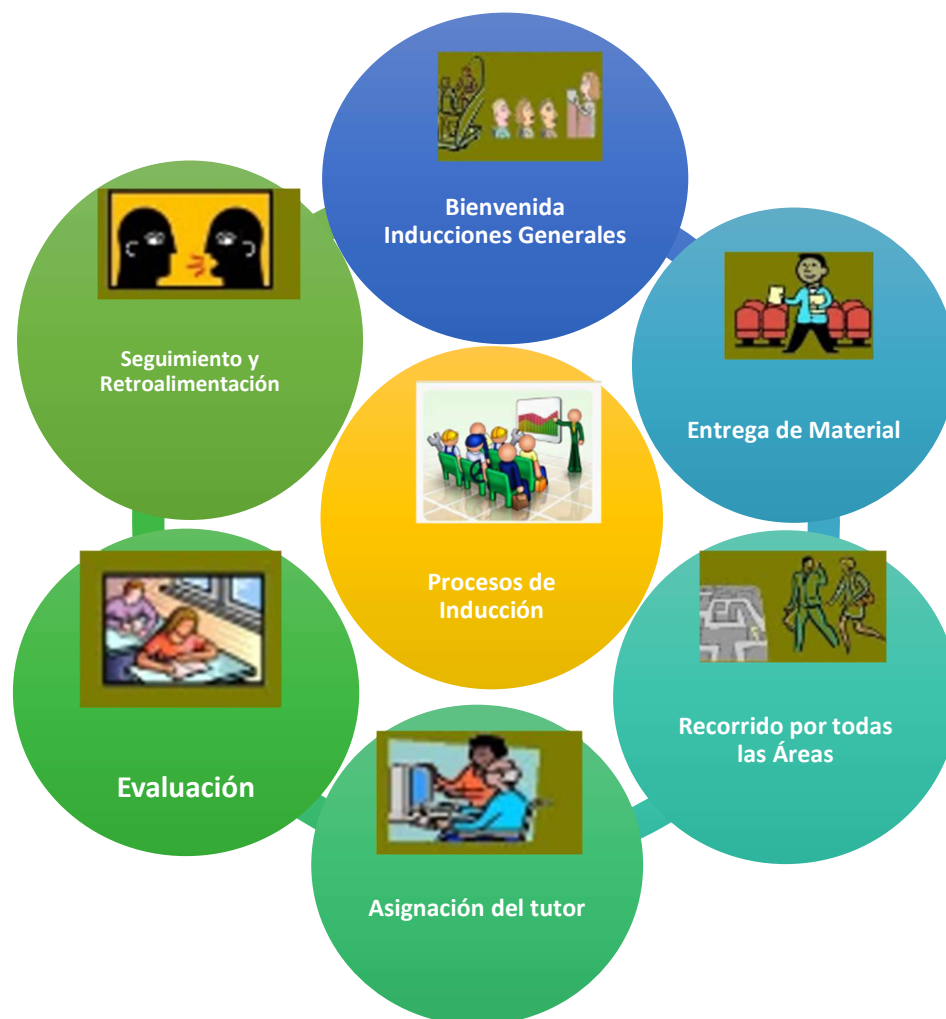 Bienvenida
Inducciones Generales
Entrega de Material
Recorrido por todas
las Áreas
Asignación del tutor
Evaluación
Seguimiento y
Retroalimentación
Procesos de
Inducción